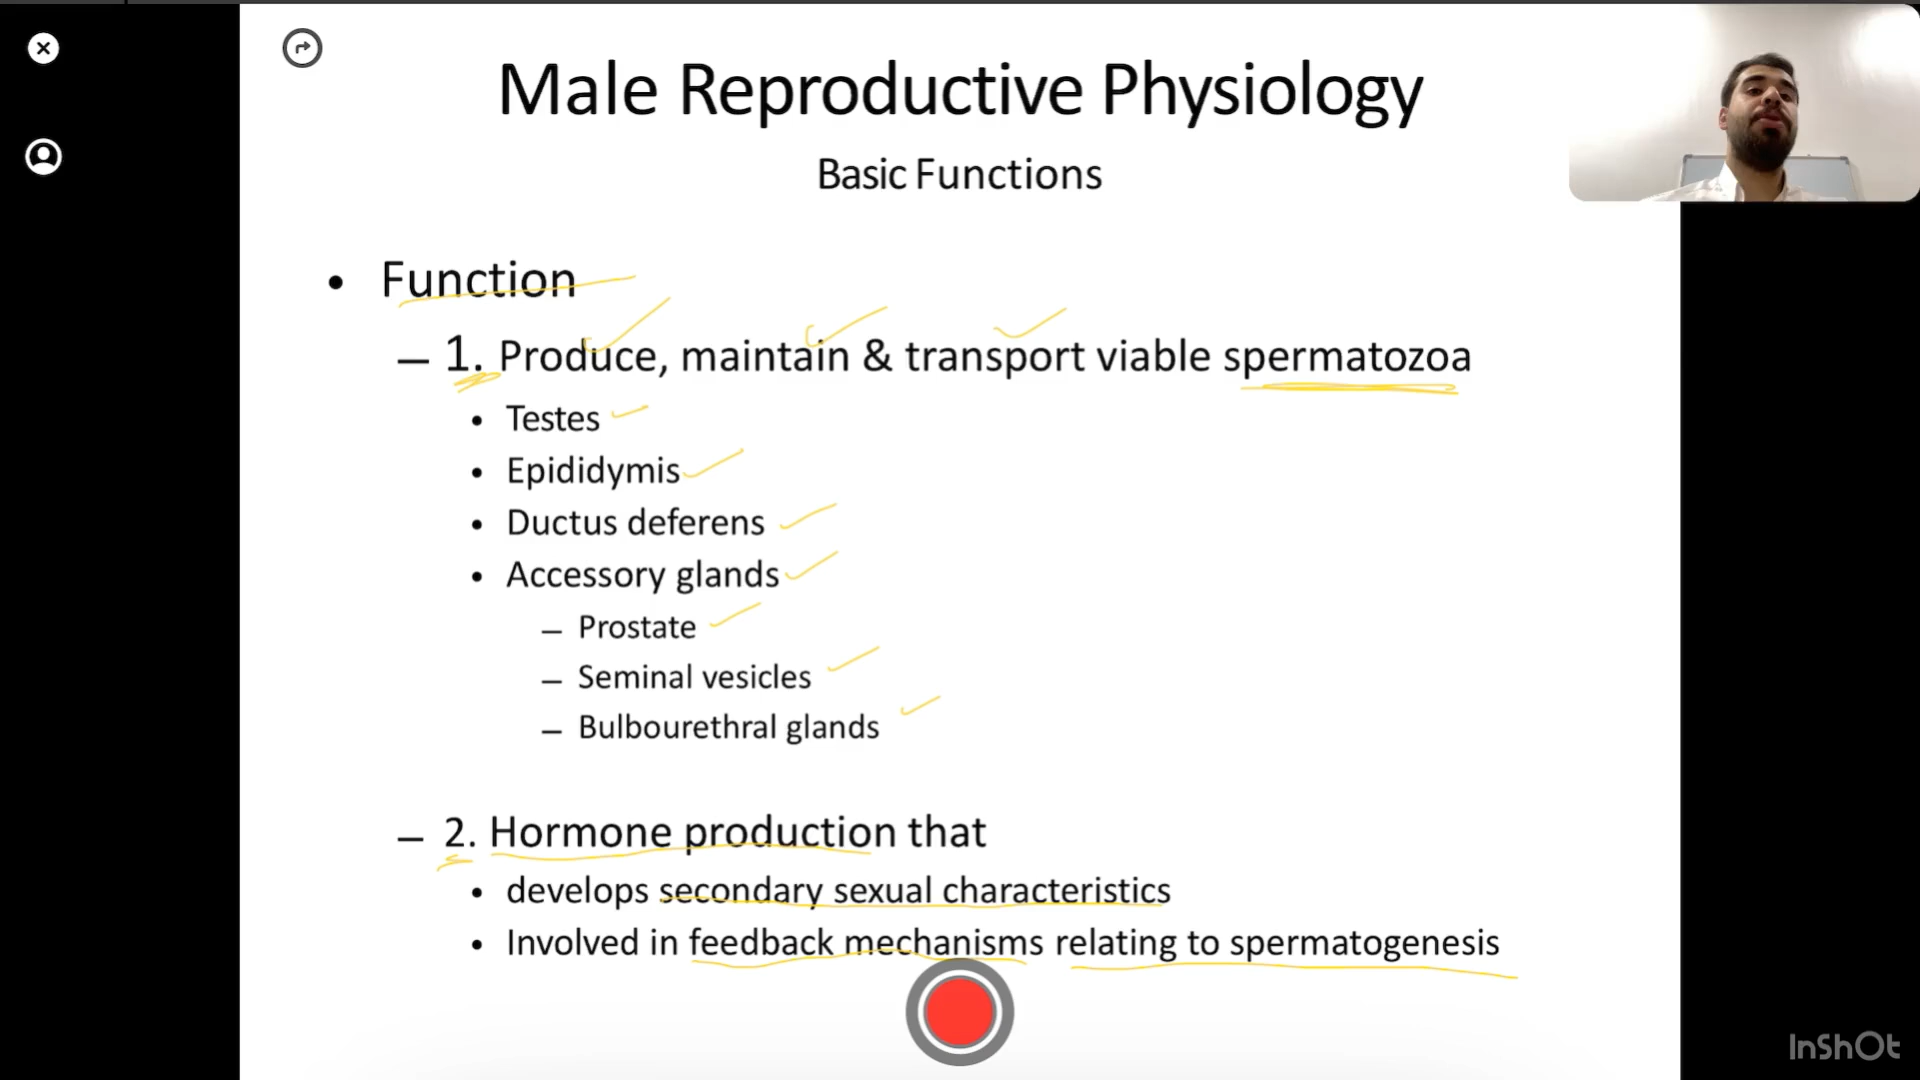 Male Reproductive Physiology
Basic Functions
• Function
– 1. Produce, maintain & transport viable spermatozoa
• Testes
• Epididymis
• Ductus deferens
• Accessory glands
– Prostate
– Seminal vesicles
– Bulbourethral glands
– 2. Hormone production that
• develops secondary sexual characteristics
• Involved in feedback mechanisms relating to spermatogenesis
InShOt